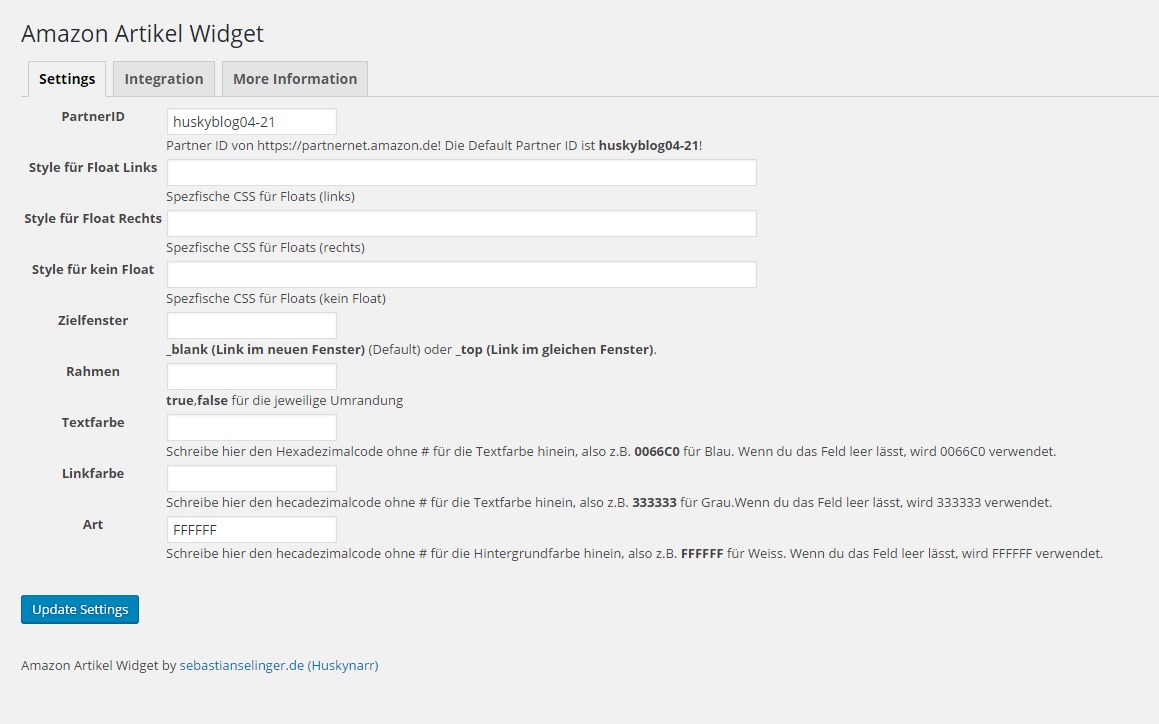 Amazon Artikel Widget
Settings
Integration
More Information
PartnerID
huskyblog04-21
Partner ID von https://partnernet.amazon.de! Die Default Partner ID ist huskyblog04-21!
Style für Float Links
Spezfische CSS für Floats (links)
Style für Float Rechts
Spezfische CSS für Floats (rechts)
Style für kein Float
Spezfische CSS für Floats (kein Float)
Zielfenster
_blank (Link im neuen Fenster) (Default) oder _top (Link im gleichen Fenster).
Rahmen
true,false für die jeweilige Umrandung
Textfarbe
Schreibe hier den Hexadezimalcode ohne # für die Textfarbe hinein, also z.B. 0066C0 für Blau. Wenn du das Feld leer lässt, wird 0066C0 verwendet.
Linkfarbe
Schreibe hier den hecadezimalcode ohne # für die Textfarbe hinein, also z.B. 333333 für Grau.Wenn du das Feld leer lässt, wird 333333 verwendet.
Art
FFFFFF
Schreibe hier den hecadezimalcode ohne # für die Hintergrundfarbe hinein, also z.B. FFFFFF für Weiss. Wenn du das Feld leer lässt, wird FFFFFF verwendet.
Update Settings
Amazon Artikel Widget by sebastianselinger.de (Huskynarr)